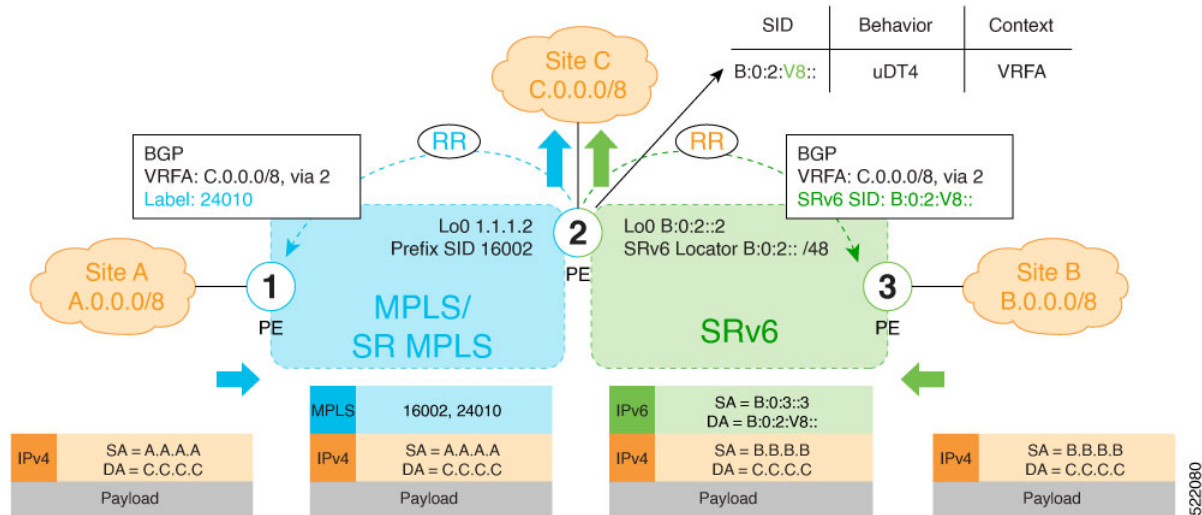 SID Behavior Context
B:0:2:V8:: uDT4 VRFA
Site C
C.0.0.0/8
RR
RR
BGP
VRFA: C.0.0.0/8, via 2
Label: 24010
BGP
VRFA: C.0.0.0/8, via 2
SRv6 SID: B:0:2:V8::
Lo0 1.1.1.2
Prefix SID 16002
2
PE
Lo0 B:0:2::2
SRv6 Locator B:0:2:: /48
Site A
A.0.0.0/8
1
PE
MPLS/
SR MPLS
SRv6
3
PE
Site B
B.0.0.0/8
MPLS 16002, 24010
IPv6 SA = B:0:3::3
DA = B:0:2:V8::
IPv4 SA = A.A.A.A
DA = C.C.C.C
Payload
IPv4 SA = A.A.A.A
DA = C.C.C.C
Payload
IPv4 SA = B.B.B.B
DA = C.C.C.C
Payload
IPv4 SA = B.B.B.B
DA = C.C.C.C
Payload
522080